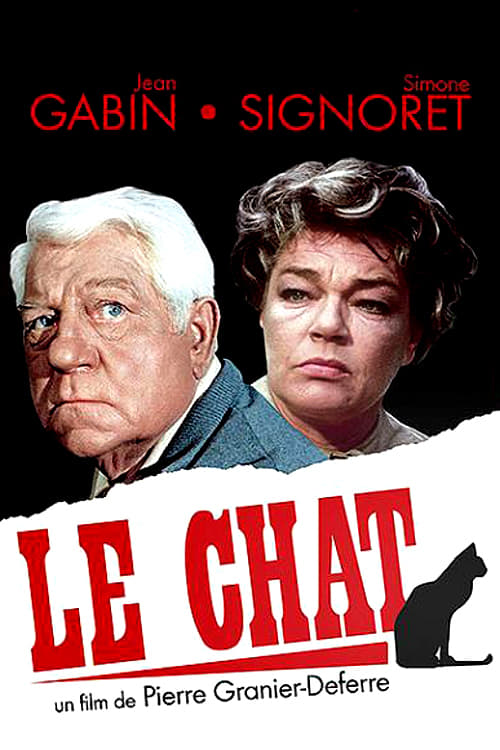 Jean Simone
GABIN • SIGNORET
LE CHAT
un film de Pierre Granier-Deferre